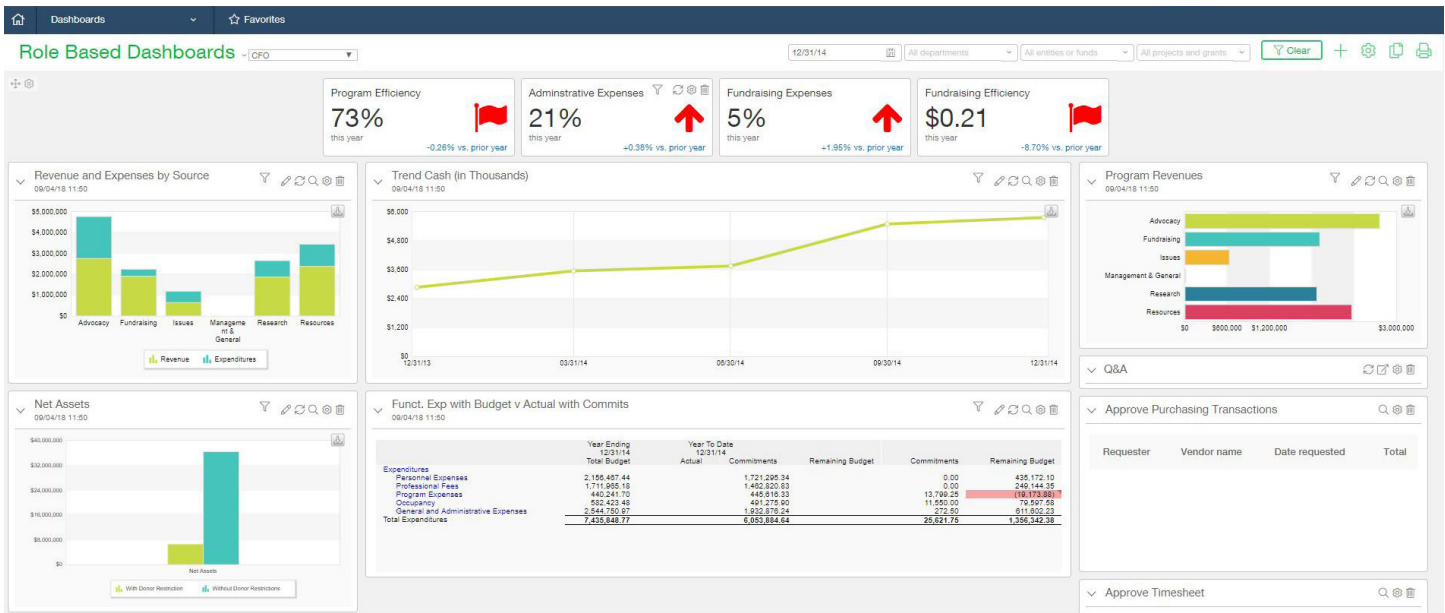 Dashboards
Favorites
Role Based Dashboards
CFO
12/31/14
All departments
All entities or funds
All projects and grants
Clear
Program Efficiency
73%
this year
-0.26% vs. prior year
Adminstrative Expenses
21%
this year
+0.38% vs. prior year
Fundraising Expenses
5%
this year
+1.95% vs. prior year
Fundraising Efficiency
$0.21
this year
-8.70% vs. prior year
Revenue and Expenses by Source
09/04/18 11:50
$5,000,000
$4,000,000
$3,000,000
$2,000,000
$1,000,000
$0
Advocacy Fundraising Issues Manageme Research Resources
nt &
General
Revenue Expenditures
Trend Cash (in Thousands)
09/04/18 11:50
$6,000
$4,800
$3,600
$2,400
$1,200
$0
12/31/13 03/31/14 06/30/14 09/30/14 12/31/14
Program Revenues
09/04/18 11:50
Advocacy
Fundraising
Issues
Management & General
Research
Resources
$0 $600,000 $1,200,000 $3,000,000
Q&A
Net Assets
09/04/18 11:50
$40,000,000
$32,000,000
$24,000,000
$16,000,000
$8,000,000
$0
Net Assets
With Donor Restriction Without Donor Restrictions
Funct. Exp with Budget v Actual with Commits
09/04/18 11:50
Year Ending Year To Date
12/31/14 12/31/14
Total Budget Actual Commitments Remaining Budget Commitments Remaining Budget
Expenditures
Personnel Expenses 2,156,467.44 1,721,295.34 0.00 435,172.10
Professional Fees 1,711,965.18 1,462,820.83 0.00 249,144.35
Program Expenses 440,241.70 445,616.33 13,799.25 (19,173.88)
Occupancy 582,423.48 491,275.90 11,550.00 79,597.58
General and Administrative Expenses 2,544,750.97 1,932,876.24 272.50 611,602.23
Total Expenditures 7,435,848.77 6,053,884.64 25,621.75 1,356,342.38
Approve Purchasing Transactions
Requester Vendor name Date requested Total
Approve Timesheet